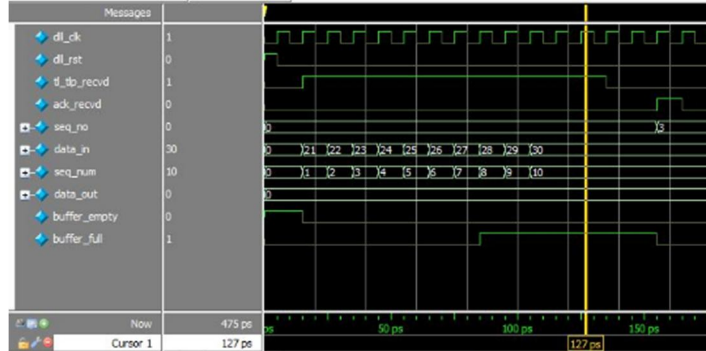 Messages
dll_clk 1
dll_rst 0
tl_tlp_recvd 1
ack_recvd 0
seq_no 0 0 3
data_in 30 0 21 22 23 24 25 26 27 28 29 30
seq_num 10 0 1 2 3 4 5 6 7 8 9 10
data_out 0 0
buffer_empty 0
buffer_full 1
Now 475 ps ps 50 ps 100 ps 150 ps
Cursor 1 127 ps 127 ps